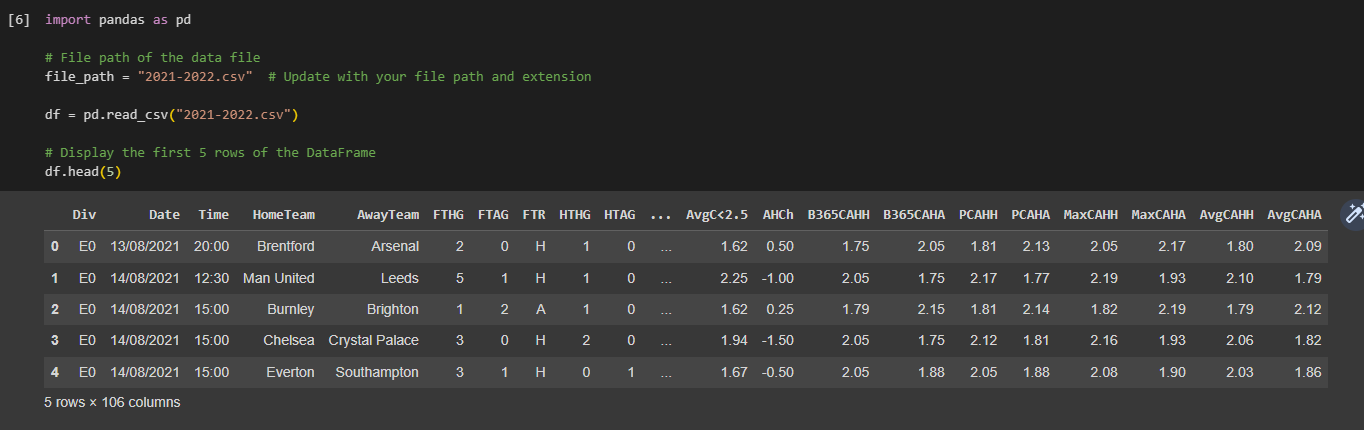 [6] import pandas as pd
# File path of the data file
file_path = "2021-2022.csv"  # Update with your file path and extension
df = pd.read_csv("2021-2022.csv")
# Display the first 5 rows of the DataFrame
df.head(5)
Div Date Time HomeTeam AwayTeam FTHG FTAG FTR HTHG HTAG ... AvgC<2.5 AHCh B365CAHH B365CAHA PCAHH PCAHA MaxCAHH MaxCAHA AvgCAHH AvgCAHA
0 E0 13/08/2021 20:00 Brentford Arsenal 2 0 H 1 0 ... 1.62 0.50 1.75 2.05 1.81 2.13 2.05 2.17 1.80 2.09
1 E0 14/08/2021 12:30 Man United Leeds 5 1 H 1 0 ... 2.25 -1.00 2.05 1.75 2.17 1.77 2.19 1.93 2.10 1.79
2 E0 14/08/2021 15:00 Burnley Brighton 1 2 A 1 0 ... 1.62 0.25 1.79 2.15 1.81 2.14 1.82 2.19 1.79 2.12
3 E0 14/08/2021 15:00 Chelsea Crystal Palace 3 0 H 2 0 ... 1.94 -1.50 2.05 1.75 2.12 1.81 2.16 1.93 2.06 1.82
4 E0 14/08/2021 15:00 Everton Southampton 3 1 H 0 1 ... 1.67 -0.50 2.05 1.88 2.05 1.88 2.08 1.90 2.03 1.86
5 rows × 106 columns